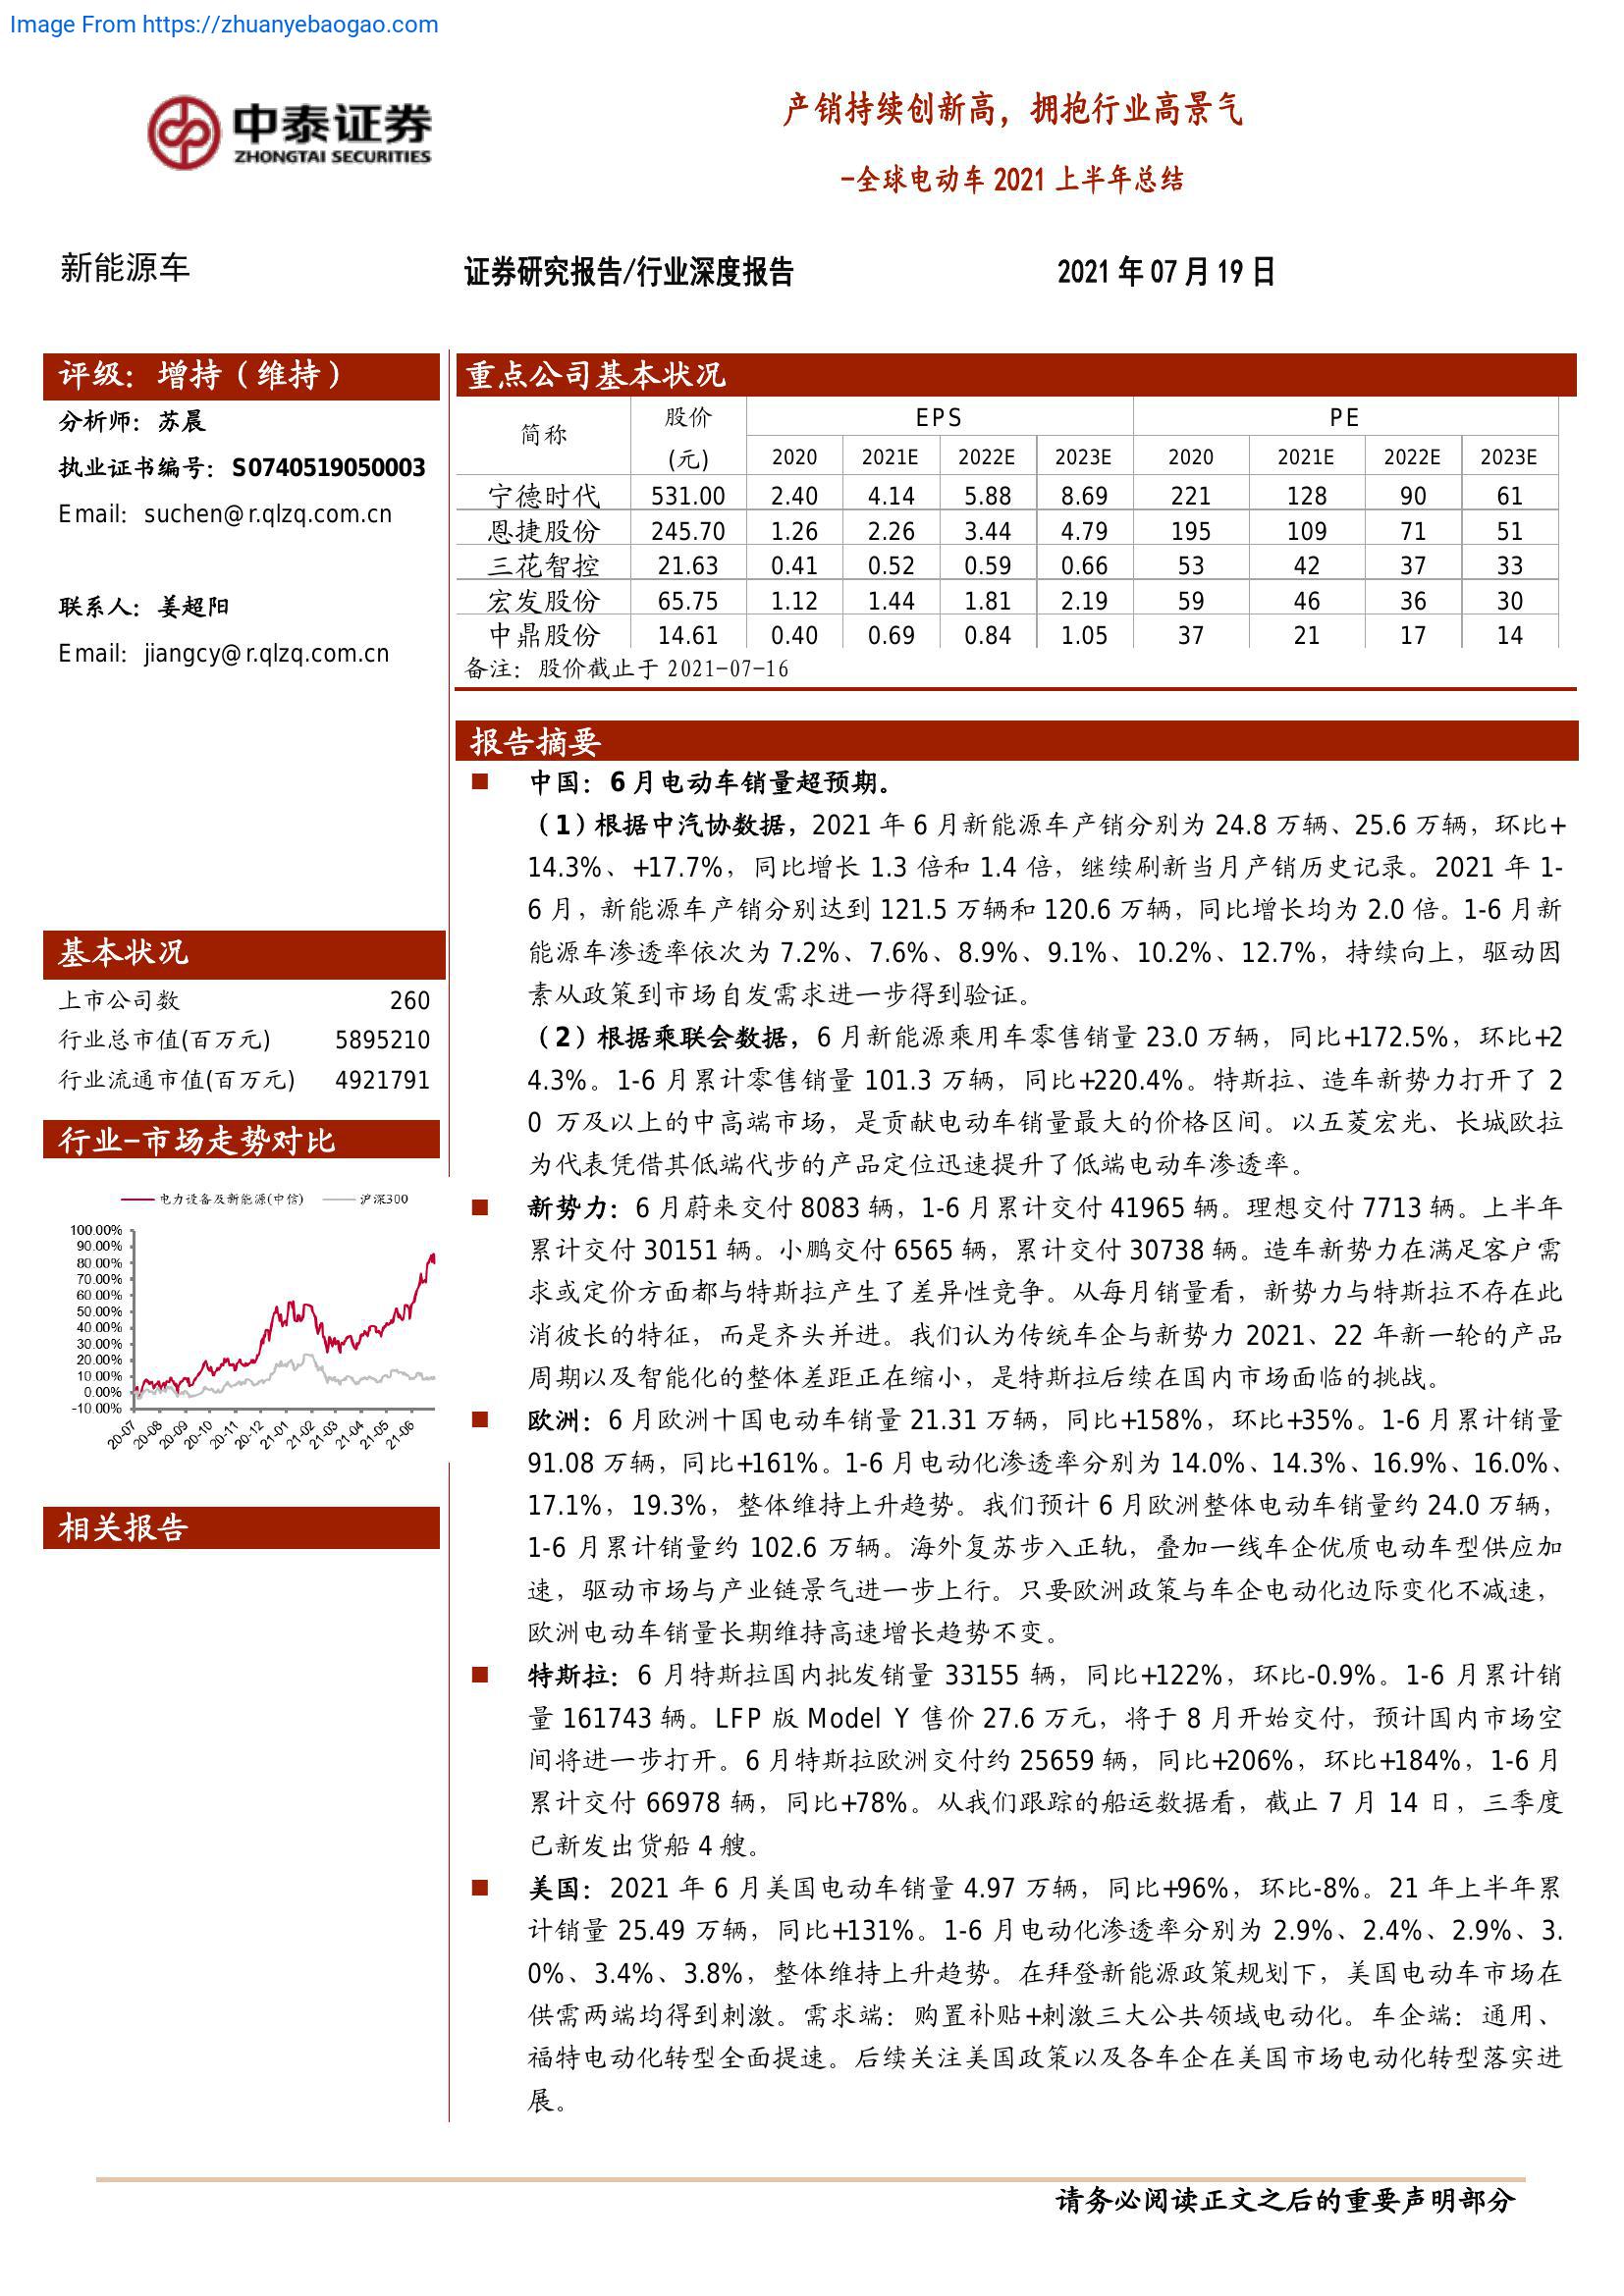 Image From https://zhuanyebaogao.com
中泰证券
ZHONGTAI SECURITIES
产销持续创新高，拥抱行业高景气
-全球电动车 2021 上半年总结
新能源车
证券研究报告/行业深度报告
2021 年 07 月 19 日
评级：增持（维持）
分析师：苏晨
执业证书编号：S0740519050003
Email：suchen@r.qlzq.com.cn
联系人：姜超阳
Email：jiangcy@r.qlzq.com.cn
基本状况
上市公司数 260
行业总市值(百万元) 5895210
行业流通市值(百万元) 4921791
行业-市场走势对比
电力设备及新能源(中信) 沪深300
100.00%
90.00%
80.00%
70.00%
60.00%
50.00%
40.00%
30.00%
20.00%
10.00%
0.00%
-10.00%
20-07 20-08 20-09 20-10 20-11 20-12 21-01 21-02 21-03 21-04 21-05 21-06
相关报告
重点公司基本状况
简称 股价 EPS PE
(元) 2020 2021E 2022E 2023E 2020 2021E 2022E 2023E
宁德时代 531.00 2.40 4.14 5.88 8.69 221 128 90 61
恩捷股份 245.70 1.26 2.26 3.44 4.79 195 109 71 51
三花智控 21.63 0.41 0.52 0.59 0.66 53 42 37 33
宏发股份 65.75 1.12 1.44 1.81 2.19 59 46 36 30
中鼎股份 14.61 0.40 0.69 0.84 1.05 37 21 17 14
备注：股价截止于 2021-07-16
报告摘要
■ 中国：6 月电动车销量超预期。
（1）根据中汽协数据，2021 年 6 月新能源车产销分别为 24.8 万辆、25.6 万辆，环比+
14.3%、+17.7%，同比增长 1.3 倍和 1.4 倍，继续刷新当月产销历史记录。2021 年 1-
6 月，新能源车产销分别达到 121.5 万辆和 120.6 万辆，同比增长均为 2.0 倍。1-6 月新
能源车渗透率依次为 7.2%、7.6%、8.9%、9.1%、10.2%、12.7%，持续向上，驱动因
素从政策到市场自发需求进一步得到验证。
（2）根据乘联会数据，6 月新能源乘用车零售销量 23.0 万辆，同比+172.5%，环比+2
4.3%。1-6 月累计零售销量 101.3 万辆，同比+220.4%。特斯拉、造车新势力打开了 2
0 万及以上的中高端市场，是贡献电动车销量最大的价格区间。以五菱宏光、长城欧拉
为代表凭借其低端代步的产品定位迅速提升了低端电动车渗透率。
■ 新势力：6 月蔚来交付 8083 辆，1-6 月累计交付 41965 辆。理想交付 7713 辆。上半年
累计交付 30151 辆。小鹏交付 6565 辆，累计交付 30738 辆。造车新势力在满足客户需
求或定价方面都与特斯拉产生了差异性竞争。从每月销量看，新势力与特斯拉不存在此
消彼长的特征，而是齐头并进。我们认为传统车企与新势力 2021、22 年新一轮的产品
周期以及智能化的整体差距正在缩小，是特斯拉后续在国内市场面临的挑战。
■ 欧洲：6 月欧洲十国电动车销量 21.31 万辆，同比+158%，环比+35%。1-6 月累计销量
91.08 万辆，同比+161%。1-6 月电动化渗透率分别为 14.0%、14.3%、16.9%、16.0%、
17.1%，19.3%，整体维持上升趋势。我们预计 6 月欧洲整体电动车销量约 24.0 万辆，
1-6 月累计销量约 102.6 万辆。海外复苏步入正轨，叠加一线车企优质电动车型供应加
速，驱动市场与产业链景气进一步上行。只要欧洲政策与车企电动化边际变化不减速，
欧洲电动车销量长期维持高速增长趋势不变。
■ 特斯拉：6 月特斯拉国内批发销量 33155 辆，同比+122%，环比-0.9%。1-6 月累计销
量 161743 辆。LFP 版 Model Y 售价 27.6 万元，将于 8 月开始交付，预计国内市场空
间将进一步打开。6 月特斯拉欧洲交付约 25659 辆，同比+206%，环比+184%，1-6 月
累计交付 66978 辆，同比+78%。从我们跟踪的船运数据看，截止 7 月 14 日，三季度
已新发出货船 4 艘。
■ 美国：2021 年 6 月美国电动车销量 4.97 万辆，同比+96%，环比-8%。21 年上半年累
计销量 25.49 万辆，同比+131%。1-6 月电动化渗透率分别为 2.9%、2.4%、2.9%、3.
0%、3.4%、3.8%，整体维持上升趋势。在拜登新能源政策规划下，美国电动车市场在
供需两端均得到刺激。需求端：购置补贴+刺激三大公共领域电动化。车企端：通用、
福特电动化转型全面提速。后续关注美国政策以及各车企在美国市场电动化转型落实进
展。
请务必阅读正文之后的重要声明部分